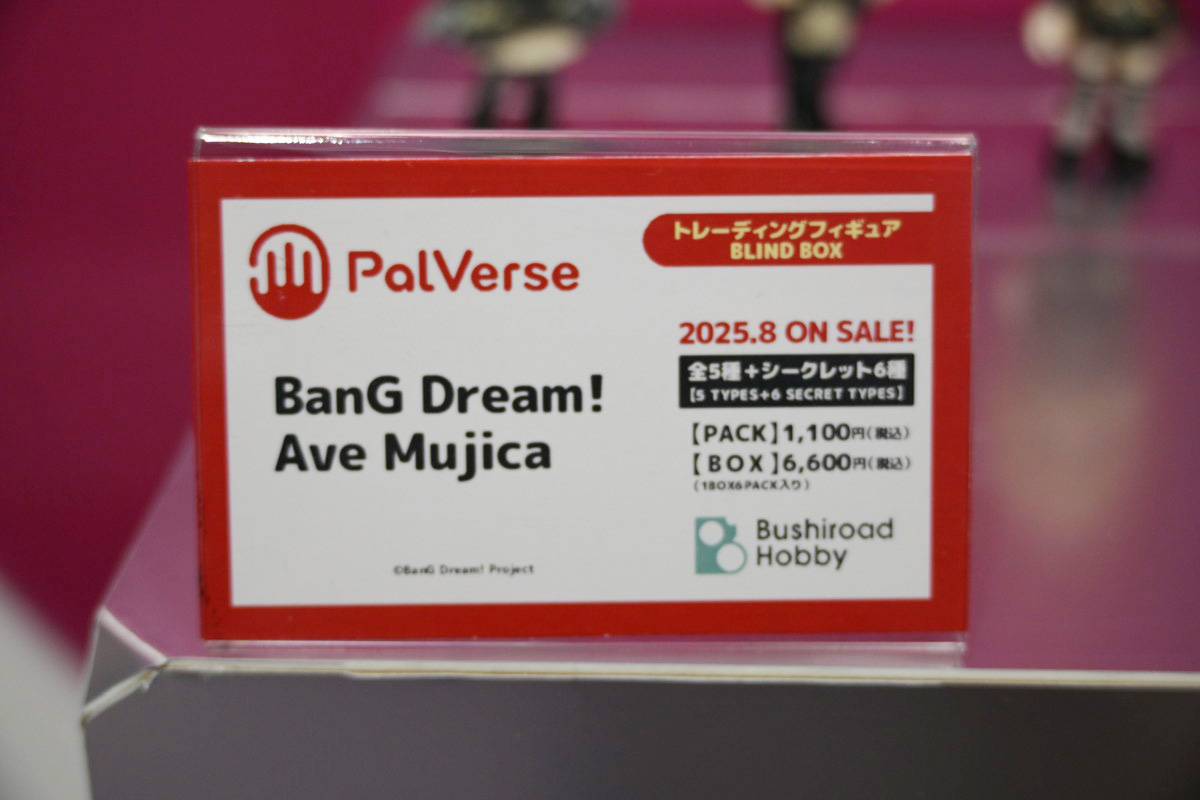 PalVerse
トレーディングフィギュア
BLIND BOX
BanG Dream!
Ave Mujica
2025.8 ON SALE!
全5種+シークレット6種
【5 TYPES+6 SECRET TYPES】
【PACK】1,100円(税込)
【BOX】6,600円(税込)
(1BOX6PACK入り)
Bushiroad
Hobby
©BanG Dream! Project